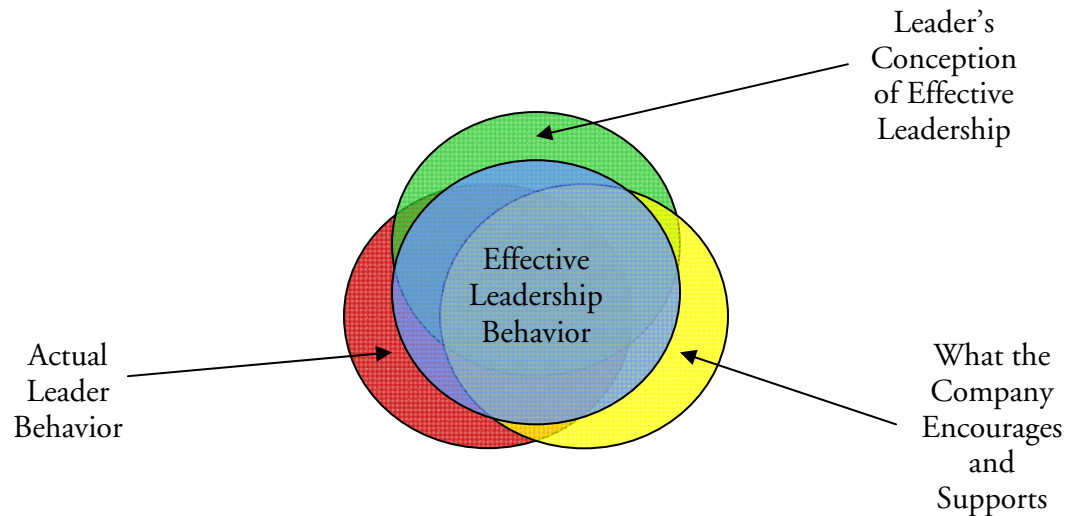 Leader’s
Conception
of Effective
Leadership
Effective
Leadership
Behavior
Actual
Leader
Behavior
What the
Company
Encourages
and
Supports